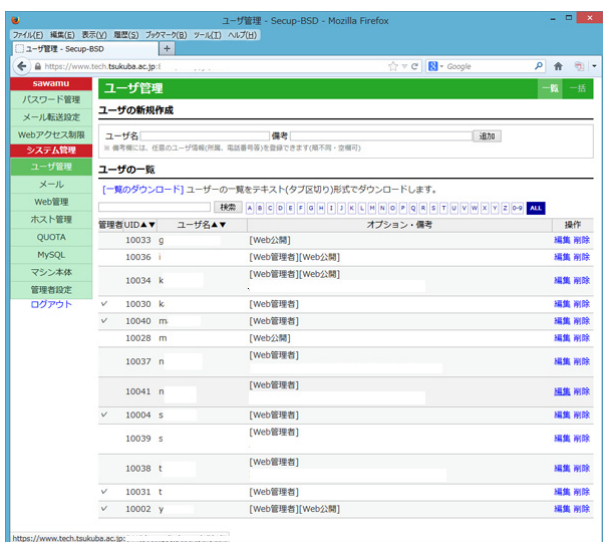 ユーザ管理 - Secup-BSD - Mozilla Firefox
ファイル(F) 編集(E) 表示(V) 履歴(S) ブックマーク(B) ツール(T) ヘルプ(H)
ユーザ管理 - Secup-BSD
https://www.tech.tsukuba.ac.jp:
Google
sawamu
パスワード管理
メール転送設定
Webアクセス制限
システム管理
ユーザ管理
メール
Web管理
ホスト管理
QUOTA
MySQL
マシン本体
管理者設定
ログアウト
ユーザ管理 一覧 一括
ユーザの新規作成
ユーザ名 備考 追加
※ 備考欄には、任意のユーザ情報(所属、電話番号等)を登録できます(順不同・空欄可)
ユーザの一覧
[一覧のダウンロード] ユーザーの一覧をテキスト(タブ区切り)形式でダウンロードします。
検索 A B C D E F G H I J K L M N O P Q R S T U V W X Y Z 0-9 ALL
管理者 UID▲▼ ユーザ名▲▼ オプション・備考 操作
10033 g [Web公開] 編集 削除
10036 i [Web管理者][Web公開] 編集 削除
10034 k [Web管理者][Web公開] 編集 削除
✓ 10030 k [Web管理者] 編集 削除
✓ 10040 m [Web管理者] 編集 削除
10028 m [Web公開] 編集 削除
10037 n [Web管理者] 編集 削除
10041 n [Web管理者] 編集 削除
✓ 10004 s [Web管理者] 編集 削除
10039 s [Web管理者] 編集 削除
10038 t [Web管理者] 編集 削除
✓ 10031 t [Web管理者] 編集 削除
✓ 10002 y [Web管理者][Web公開] 編集 削除
https://www.tech.tsukuba.ac.jp: